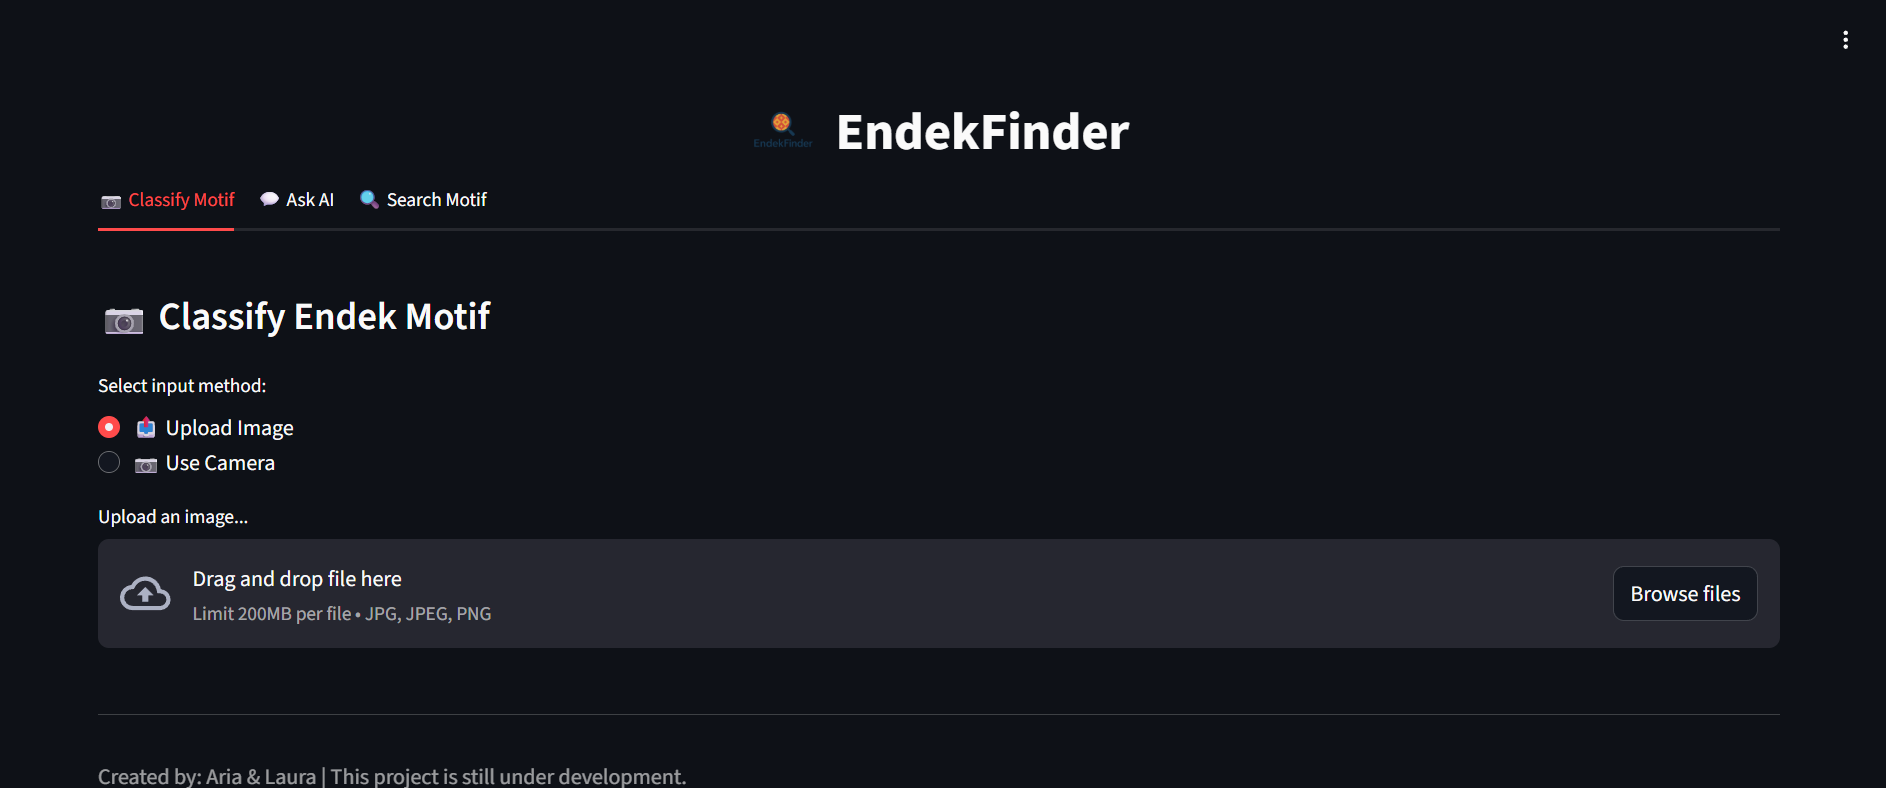 EndekFinder
EndekFinder
Classify Motif
Ask AI
Search Motif
Classify Endek Motif
Select input method:
Upload Image
Use Camera
Upload an image...
Drag and drop file here
Limit 200MB per file • JPG, JPEG, PNG
Browse files
Created by: Aria & Laura | This project is still under development.